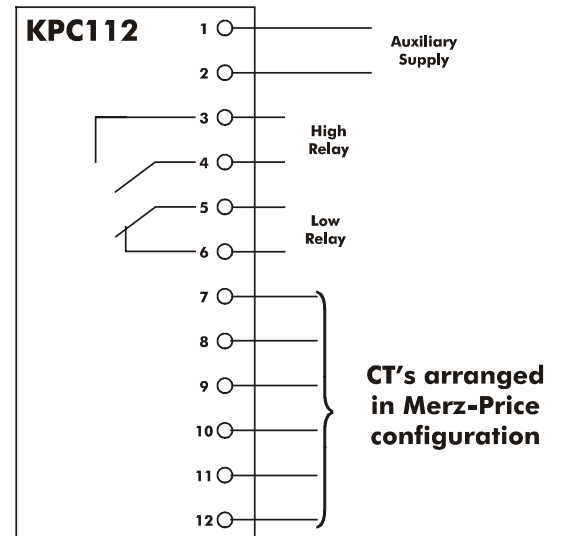 KPC112
1
Auxiliary
Supply
2
3
High
Relay
4
5
Low
Relay
6
7
8
9
CT's arranged
in Merz-Price
configuration
10
11
12